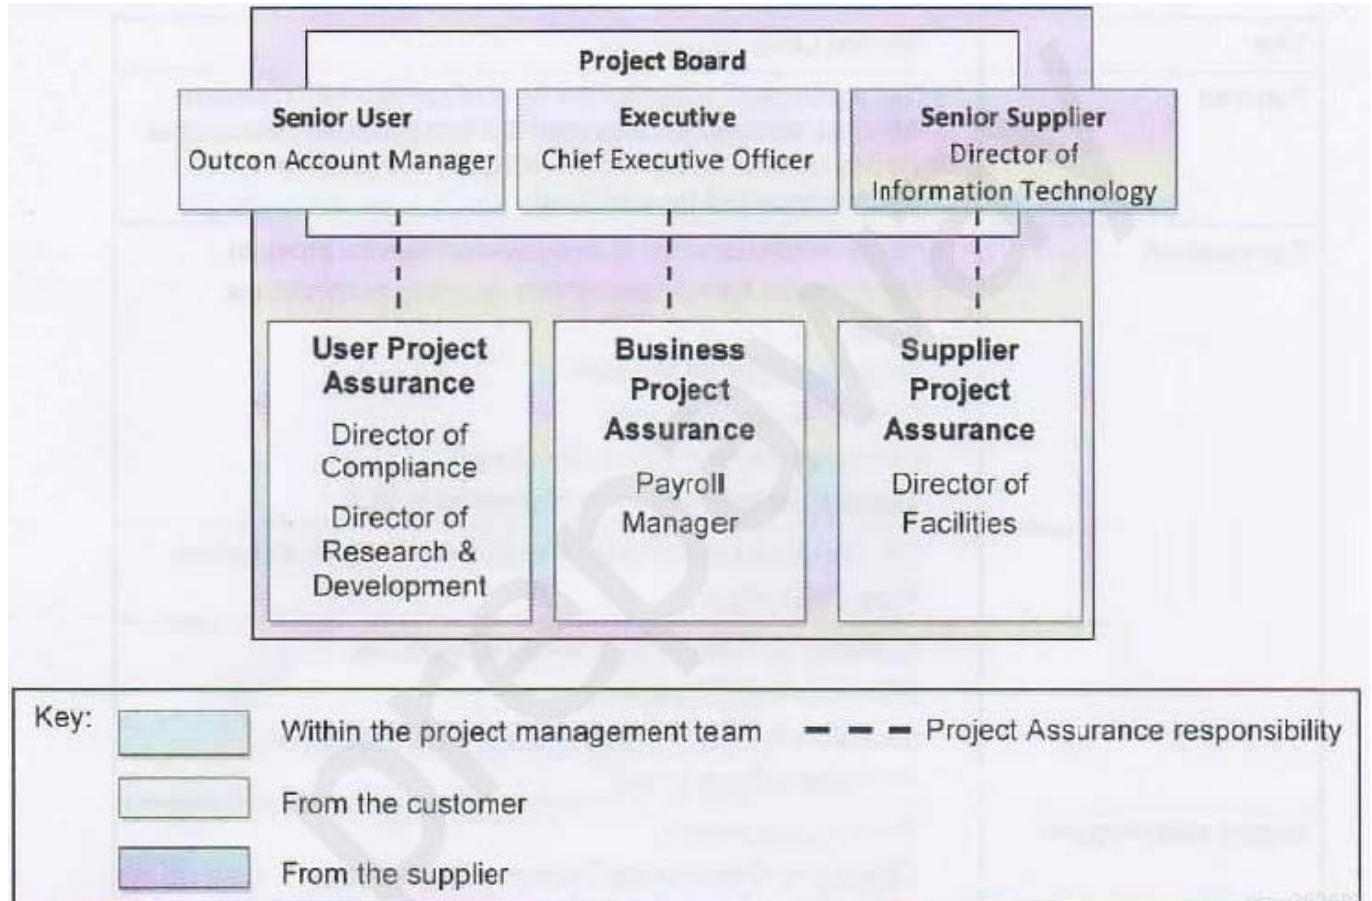 Project Board
Senior User
Outcon Account Manager
Executive
Chief Executive Officer
Senior Supplier
Director of
Information Technology
User Project
Assurance
Director of
Compliance
Director of
Research &
Development
Business
Project
Assurance
Payroll
Manager
Supplier
Project
Assurance
Director of
Facilities
Key:
Within the project management team
Project Assurance responsibility
From the customer
From the supplier